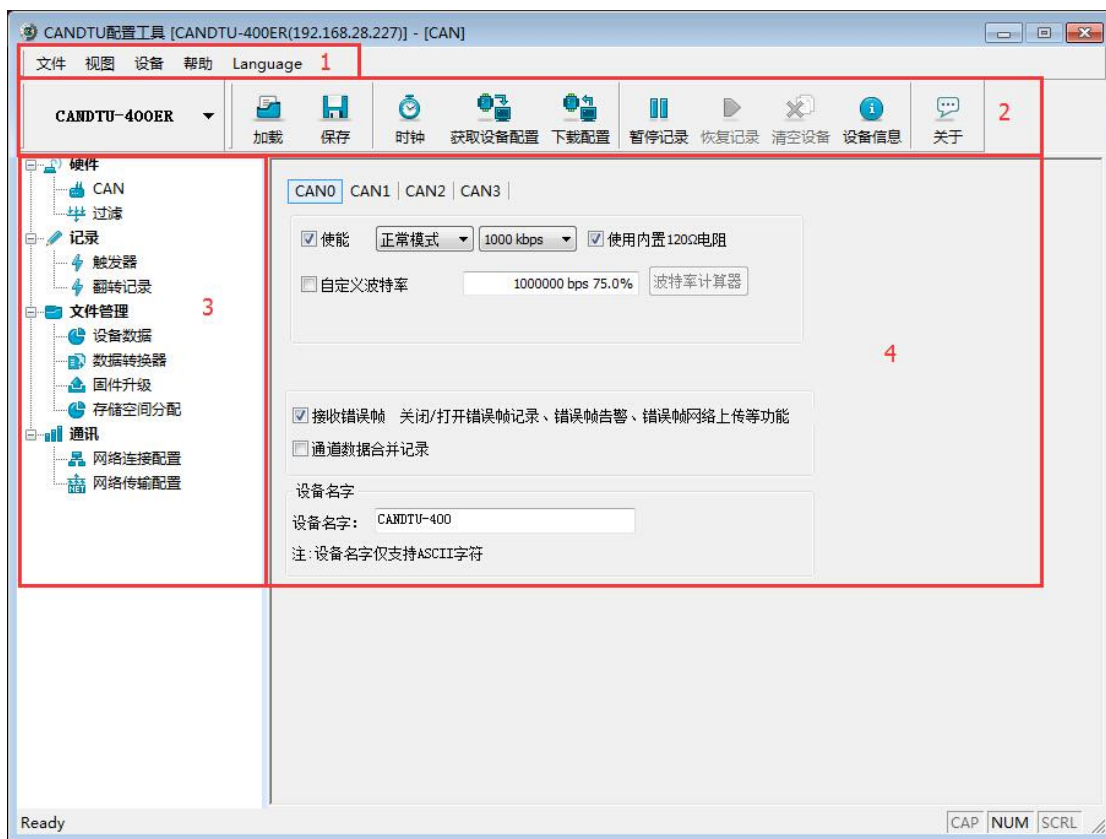 CANDTU配置工具 [CANDTU-400ER(192.168.28.227)] - [CAN]
文件 视图 设备 帮助 Language 1
CANDTU-400ER 加载 保存 时钟 获取设备配置 下载配置 暂停记录 恢复记录 清空设备 设备信息 关于 2
硬件
CAN
过滤
记录
触发器
翻转记录
文件管理
设备数据
数据转换器
固件升级
存储空间分配
通讯
网络连接配置
网络传输配置
3
CAN0 CAN1 CAN2 CAN3
使能 正常模式 1000 kbps 使用内置120Ω电阻
自定义波特率 1000000 bps 75.0% 波特率计算器
4
接收错误帧 关闭/打开错误帧记录、错误帧告警、错误帧网络上传等功能
通道数据合并记录
设备名字
设备名字: CANDTU-400
注:设备名字仅支持ASCII字符
Ready CAP NUM SCRL